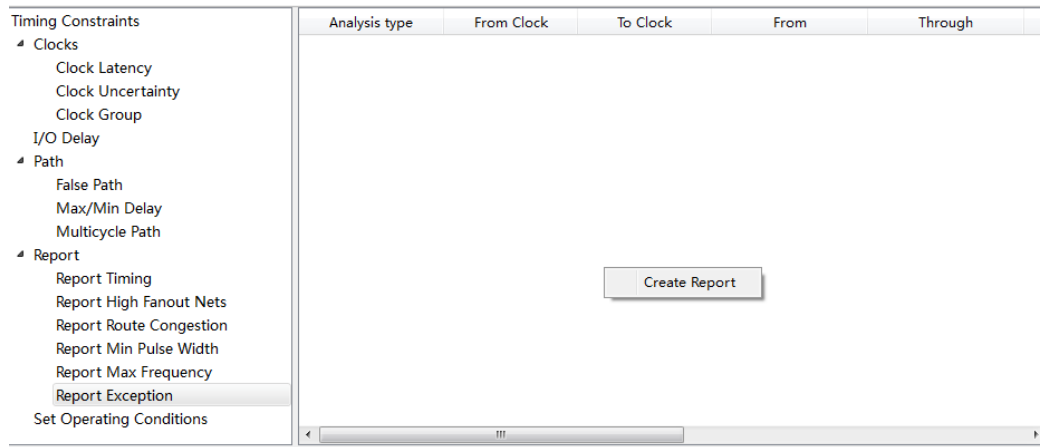 Timing Constraints
Clocks
Clock Latency
Clock Uncertainty
Clock Group
I/O Delay
Path
False Path
Max/Min Delay
Multicycle Path
Report
Report Timing
Report High Fanout Nets
Report Route Congestion
Report Min Pulse Width
Report Max Frequency
Report Exception
Set Operating Conditions
Analysis type From Clock To Clock From Through
Create Report